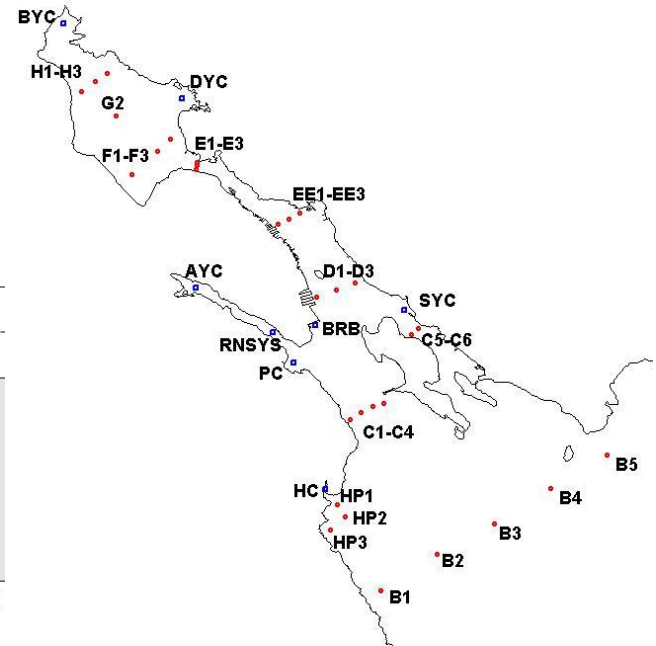 BYC
H1-H3
DYC
G2
E1-E3
F1-F3
EE1-EE3
AYC
D1-D3
SYC
BRB
RNSYS
C5-C6
PC
C1-C4
B5
HC
HP1
B4
HP2
B3
HP3
B2
B1